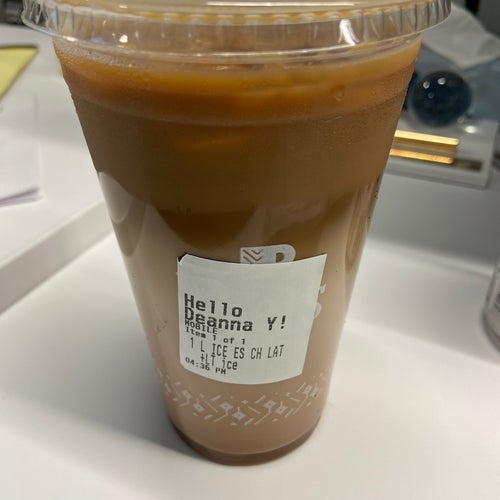 Hello
Deanna Y!
MOBILE
Item 1 of 1
1 L ICE ES CH LAT
+LT ice
04:36 PM